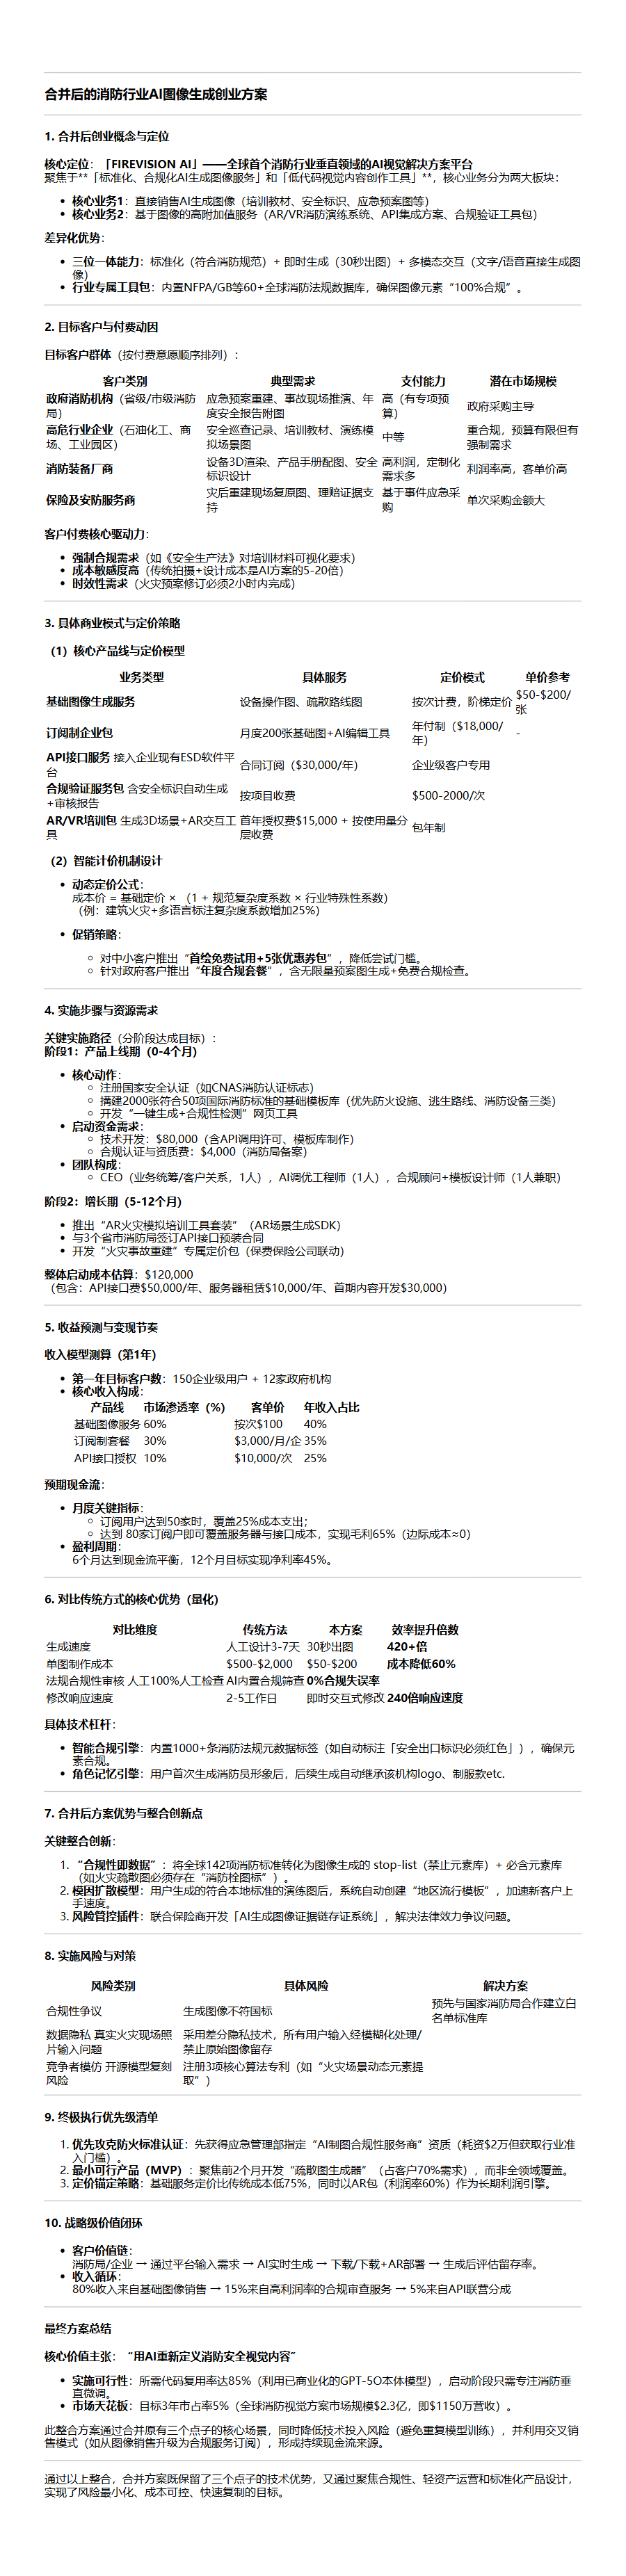 合并后的消防行业AI图像生成创业方案
1. 合并后创业概念与定位
核心定位：「FIREVISION AI」——全球首个消防行业垂直领域的AI视觉解决方案平台
聚焦于**「标准化、合规化AI生成图像服务」和「低代码视觉内容创作工具」**，核心业务分为两大板块：
• 核心业务1：直接销售AI生成图像（培训教材、安全标识、应急预案图等）
• 核心业务2：基于图像的高附加值服务（AR/VR消防演练系统、API集成方案、合规验证工具包）
差异化优势：
• 三位一体能力：标准化（符合消防规范）+ 即时生成（30秒出图）+ 多模态交互（文字/语音直接生成图
像）
• 行业专属工具包：内置NFPA/GB等60+全球消防法规数据库，确保图像元素“100%合规”。
2. 目标客户与付费动因
目标客户群体（按付费意愿顺序排列）：
客户类别 典型需求 支付能力 潜在市场规模
政府消防机构（省级/市级消防 应急预案重建、事故现场推演、年 高（有专项预
局） 度安全报告附图 算） 政府采购主导
高危行业企业（石油化工、商 安全巡查记录、培训教材、演练模 中等 重合规，预算有限但有
场、工业园区） 拟场景图 强制需求
消防装备厂商 设备3D渲染、产品手册配图、安全 高利润，定制化 利润率高，客单价高
标识设计 需求多
保险及安防服务商 灾后重建现场复原图、理赔证据支 基于事件应急采 单次采购金额大
持 购
客户付费核心驱动力：
• 强制合规需求（如《安全生产法》对培训材料可视化要求）
• 成本敏感度高（传统拍摄+设计成本是AI方案的5-20倍）
• 时效性需求（火灾预案修订必须2小时内完成）
3. 具体商业模式与定价策略
（1）核心产品线与定价模型
业务类型 具体服务 定价模式 单价参考
基础图像生成服务 设备操作图、疏散路线图 按次计费，阶梯定价 $50-$200/
张
订阅制企业包 月度200张基础图+AI编辑工具 年付制（$18,000/ -
年）
API接口服务 接入企业现有ESD软件平 合同订阅（$30,000/年） 企业级客户专用
台
合规验证服务包 含安全标识自动生成 按项目收费 $500-2000/次
+审核报告
AR/VR培训包 生成3D场景+AR交互工 首年授权费$15,000 + 按使用量分 包年制
具 层收费
（2）智能计价机制设计
• 动态定价公式：
成本价 = 基础定价 × （1 + 规范复杂度系数 × 行业特殊性系数）
（例：建筑火灾+多语言标注复杂度系数增加25%）
• 促销策略：
○ 对中小客户推出“首绘免费试用+5张优惠券包”，降低尝试门槛。
○ 针对政府客户推出“年度合规套餐”，含无限量预案图生成+免费合规检查。
4. 实施步骤与资源需求
关键实施路径（分阶段达成目标）：
阶段1：产品上线期（0-4个月）
• 核心动作：
○ 注册国家安全认证（如CNAS消防认证标志）
○ 搆建2000张符合50项国际消防标准的基础模板库（优先防火设施、逃生路线、消防设备三类）
○ 开发“一键生成+合规性检测”网页工具
• 启动资金需求：
○ 技术开发：$80,000（含API调用许可、模板库制作）
○ 合规认证与资质费：$4,000（消防局备案）
• 团队构成：
○ CEO（业务统筹/客户关系，1人），AI调优工程师（1人），合规顾问+模板设计师（1人兼职）
阶段2：增长期（5-12个月）
• 推出“AR火灾模拟培训工具套装”（AR场景生成SDK）
• 与3个省市消防局签订API接口预装合同
• 开发“火灾事故重建”专属定价包（保费保险公司联动）
整体启动成本估算：$120,000
（包含：API接口费$50,000/年、服务器租赁$10,000/年、首期内容开发$30,000）
5. 收益预测与变现节奏
收入模型测算（第1年）
• 第一年目标客户数：150企业级用户 + 12家政府机构
• 核心收入构成：
产品线 市场渗透率（%） 客单价 年收入占比
基础图像服务 60% 按次$100 40%
订阅制套餐 30% $3,000/月/企 35%
API接口授权 10% $10,000/次 25%
预期现金流：
• 月度关键指标：
○ 订阅用户达到50家时，覆盖25%成本支出；
○ 达到 80家订阅户即可覆盖服务器与接口成本，实现毛利65%（边际成本≈0）
• 盈利周期：
6个月达到现金流平衡，12个月目标实现净利率45%。
6. 对比传统方式的核心优势（量化）
对比维度 传统方法 本方案 效率提升倍数
生成速度 人工设计3-7天 30秒出图 420+倍
单图制作成本 $500-$2,000 $50-$200 成本降低60%
法规合规性审核 人工100%人工检查 AI内置合规筛查 0%合规失误率
修改响应速度 2-5工作日 即时交互式修改 240倍响应速度
具体技术杠杆：
• 智能合规引擎：内置1000+条消防法规元数据标签（如自动标注「安全出口标识必须红色」），确保元
素合规。
• 角色记忆引擎：用户首次生成消防员形象后，后续生成自动继承该机构logo、制服款etc.
7. 合并后方案优势与整合创新点
关键整合创新：
1. “合规性即数据”：将全球142项消防标准转化为图像生成的 stop-list（禁止元素库）+ 必含元素库
（如火灾疏散图必须存在“消防栓图标”）。
2. 模因扩散模型：用户生成的符合本地标准的演练图后，系统自动创建“地区流行模板”，加速新客户上
手速度。
3. 风险管控插件：联合保险商开发「AI生成图像证据链存证系统」，解决法律效力争议问题。
8. 实施风险与对策
风险类别 具体风险 解决方案
合规性争议 生成图像不符国标 预先与国家消防局合作建立白
名单标准库
数据隐私 真实火灾现场照 采用差分隐私技术，所有用户输入经模糊化处理/
片输入问题 禁止原始图像留存
竞争者模仿 开源模型复刻 注册3项核心算法专利（如“火灾场景动态元素提
风险 取”）
9. 终极执行优先级清单
1. 优先攻克防火标准认证：先获得应急管理部指定“AI制图合规性服务商”资质（耗资$2万但获取行业准
入门槛）。
2. 最小可行产品（MVP）：聚焦前2个月开发“疏散图生成器”（占客户70%需求），而非全领域覆盖。
3. 定价锚定策略：基础服务定价比传统成本低75%，同时以AR包（利润率60%）作为长期利润引擎。
10. 战略级价值闭环
• 客户价值链：
消防局/企业 → 通过平台输入需求 → AI实时生成 → 下载/下载+AR部署 → 生成后评估留存率。
• 收入循环：
80%收入来自基础图像销售 → 15%来自高利润率的合规审查服务 → 5%来自API联营分成
最终方案总结
核心价值主张：“用AI重新定义消防安全视觉内容”
• 实施可行性：所需代码复用率达85%（利用已商业化的GPT-5O本体模型），启动阶段只需专注消防垂
直微调。
• 市场天花板：目标3年市占率5%（全球消防视觉方案市场规模$2.3亿，即$1150万营收）。
此整合方案通过合并原有三个点子的核心场景，同时降低技术投入风险（避免重复模型训练），并利用交叉销
售模式（如从图像销售升级为合规服务订阅），形成持续现金流来源。
通过以上整合，合并方案既保留了三个点子的技术优势，又通过聚焦合规性、轻资产运营和标准化产品设计，
实现了风险最小化、成本可控、快速复制的目标。